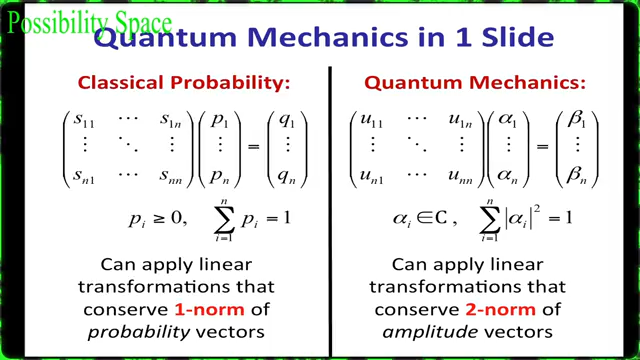 Possibility Space
Quantum Mechanics in 1 Slide
Classical Probability:
( s11 ⋯ s1n ) ( p1 ) ( q1 )
( ⋮ ⋱ ⋮ ) ( ⋮ ) = ( ⋮ )
( sn1 ⋯ snn ) ( pn ) ( qn )
pi ≥ 0, n∑i=1 pi = 1
Can apply linear
transformations that
conserve 1-norm of
probability vectors
Quantum Mechanics:
( u11 ⋯ u1n ) ( α1 ) ( β1 )
( ⋮ ⋱ ⋮ ) ( ⋮ ) = ( ⋮ )
( un1 ⋯ unn ) ( αn ) ( βn )
αi ∈ C, n∑i=1 |αi|² = 1
Can apply linear
transformations that
conserve 2-norm of
amplitude vectors